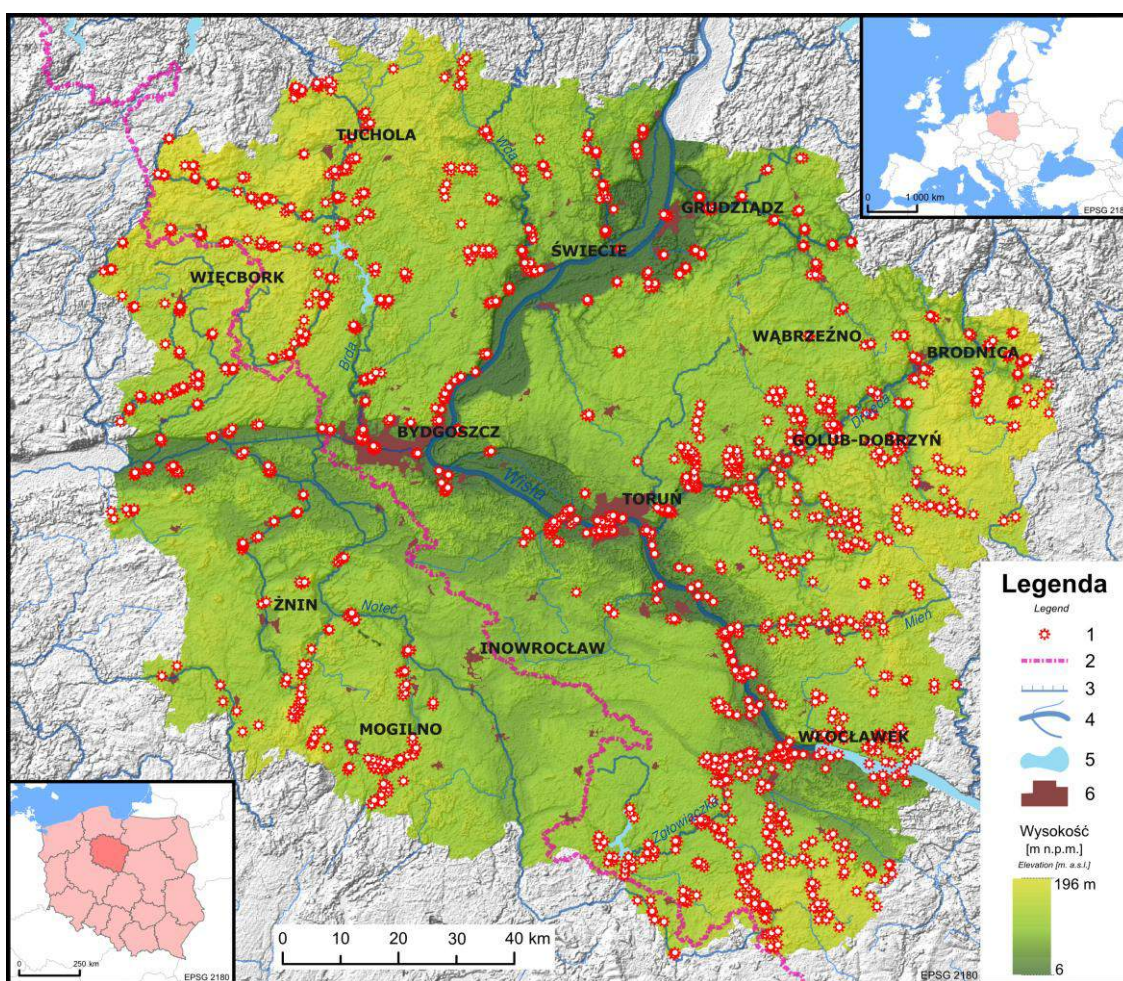 TUCHOLA
Wda
GRUDZIĄDZ
ŚWIECIE
WIĘCBORK
WĄBRZEŹNO
BRODNICA
Brda
Drwęca
BYDGOSZCZ
GOLUB-DOBRZYŃ
Wisła
TORUŃ
ŻNIN
Noteć
Mień
INOWROCŁAW
MOGILNO
WŁOCŁAWEK
Zgłowiączka
0 10 20 30 40 km
EPSG 2180
0 1 000 km
EPSG 218
0 250 km
EPSG 2180
Legenda
Legend
1
2
3
4
5
6
Wysokość
[m n.p.m.]
Elevation [m. a.s.l.]
196 m
6